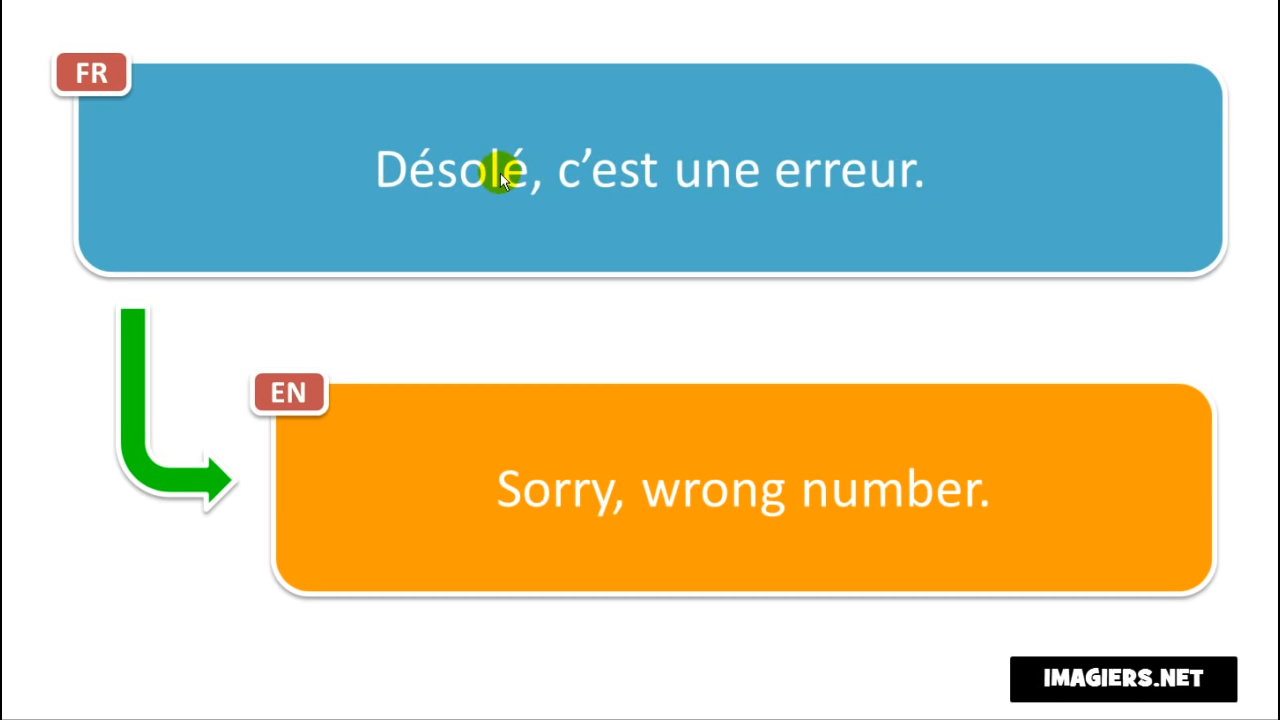 FR
Désolé, c’est une erreur.
EN
Sorry, wrong number.
IMAGIERS.NET